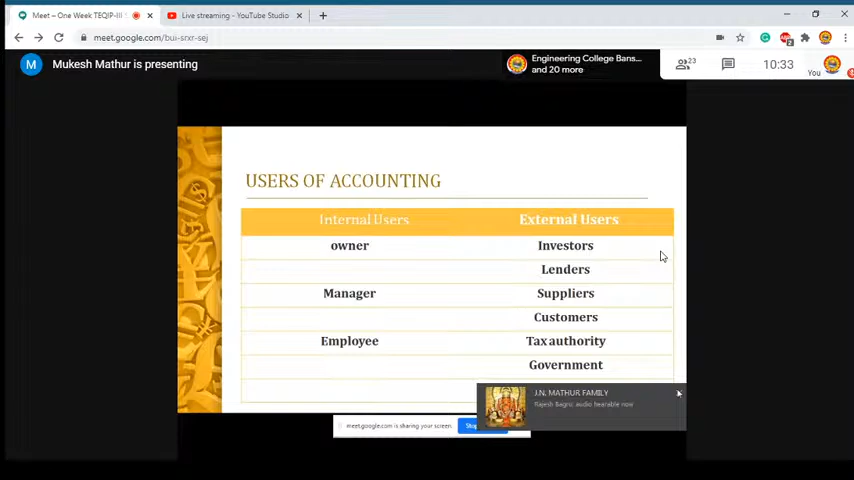 Meet – One Week TEQIP-III
Live streaming - YouTube Studio
meet.google.com/bui-srxr-sej
M
Mukesh Mathur is presenting
Engineering College Bans...
and 20 more
23
10:33
You
USERS OF ACCOUNTING
Internal Users External Users
owner Investors
Lenders
Manager Suppliers
Customers
Employee Tax authority
Government
J.N. MATHUR FAMILY
Rajesh Bagru: audio hearable now
meet.google.com is sharing your screen.